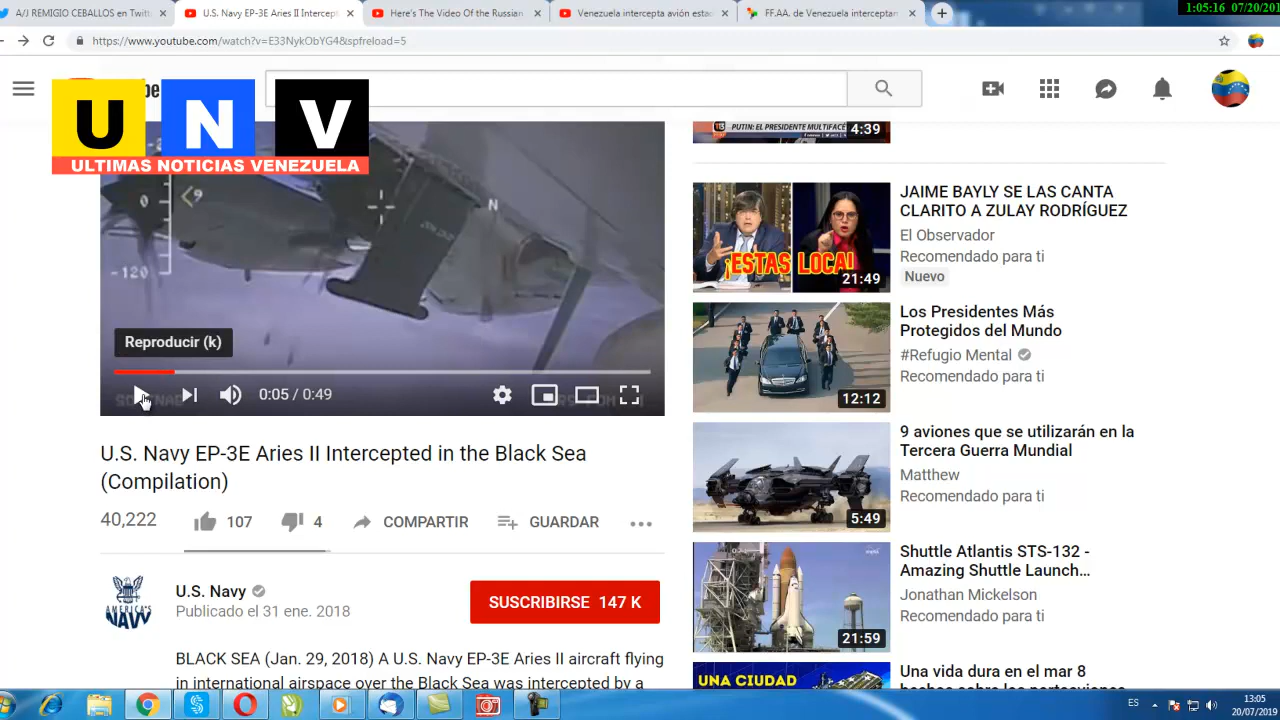 A/J REMIGIO CEBALLOS en Twitt
U.S. Navy EP-3E Aries II Intercept
Here's The Video Of the Russian
Venezuela intercepta avión estad
FF.AA. de Venezuela interceptan
1:05:16 07/20/201
https://www.youtube.com/watch?v=E33NykObYG4&spfreload=5
be
U N V
ULTIMAS NOTICIAS VENEZUELA
PUTIN: EL PRESIDENTE MULTIFACÉ
4:39
0
9
N
-120
Reproducir (k)
0:05 / 0:49
U.S. Navy EP-3E Aries II Intercepted in the Black Sea
(Compilation)
40,222
107
4
COMPARTIR
GUARDAR
U.S. Navy
Publicado el 31 ene. 2018
SUSCRIBIRSE 147 K
AMERICA'S
NAVY
BLACK SEA (Jan. 29, 2018) A U.S. Navy EP-3E Aries II aircraft flying
in international airspace over the Black Sea was intercepted by a
¡ESTAS LOCA!
21:49
JAIME BAYLY SE LAS CANTA
CLARITO A ZULAY RODRÍGUEZ
El Observador
Recomendado para ti
Nuevo
12:12
Los Presidentes Más
Protegidos del Mundo
#Refugio Mental
Recomendado para ti
5:49
9 aviones que se utilizarán en la
Tercera Guerra Mundial
Matthew
Recomendado para ti
21:59
Shuttle Atlantis STS-132 -
Amazing Shuttle Launch...
Jonathan Mickelson
Recomendado para ti
UNA CIUDAD
Una vida dura en el mar 8
ES
13:05
20/07/2019